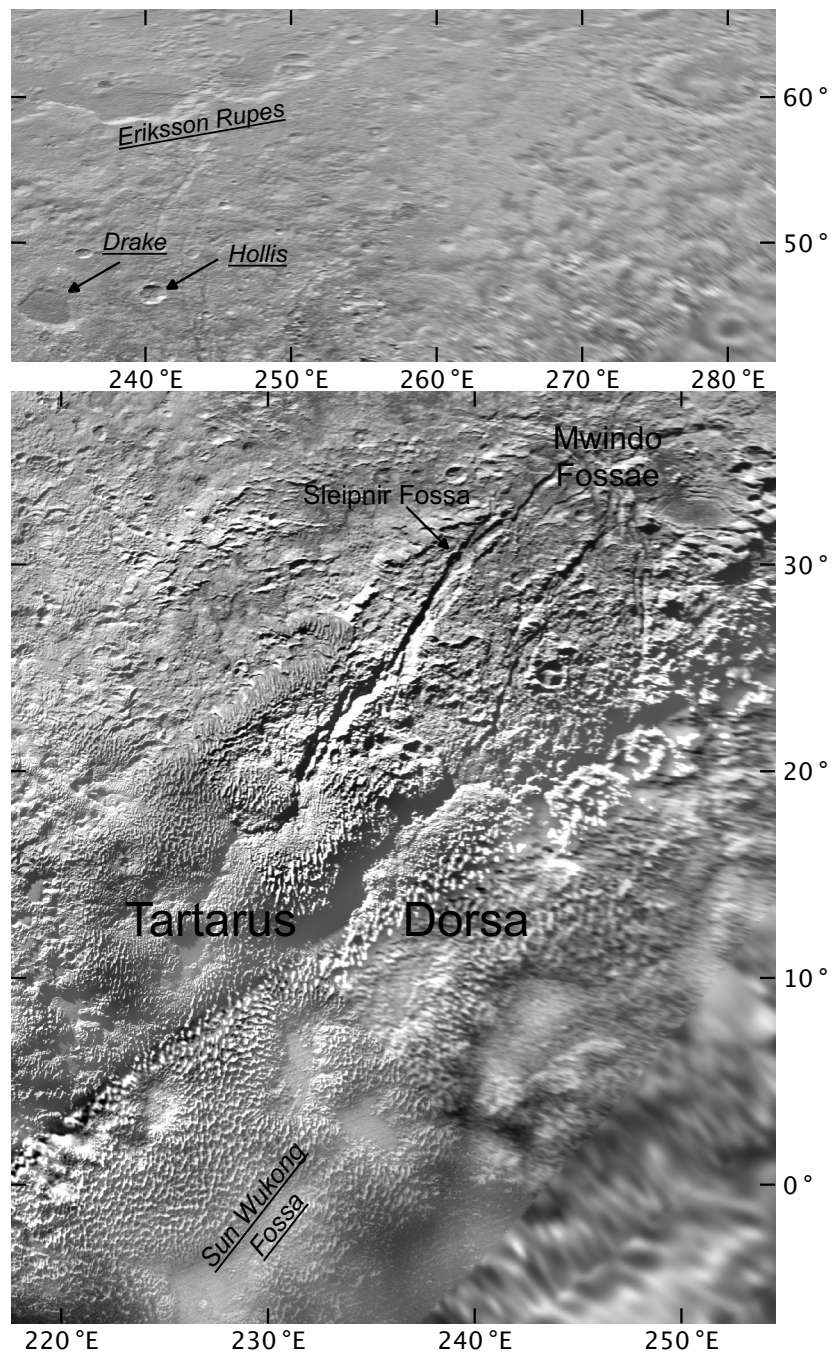 60°
Eriksson Rupes
50°
Drake
Hollis
240°E
250°E
260°E
270°E
280°E
Mwindo
Fossae
Sleipnir Fossa
30°
20°
Tartarus Dorsa
10°
0°
Sun Wukong
Fossa
220°E
230°E
240°E
250°E